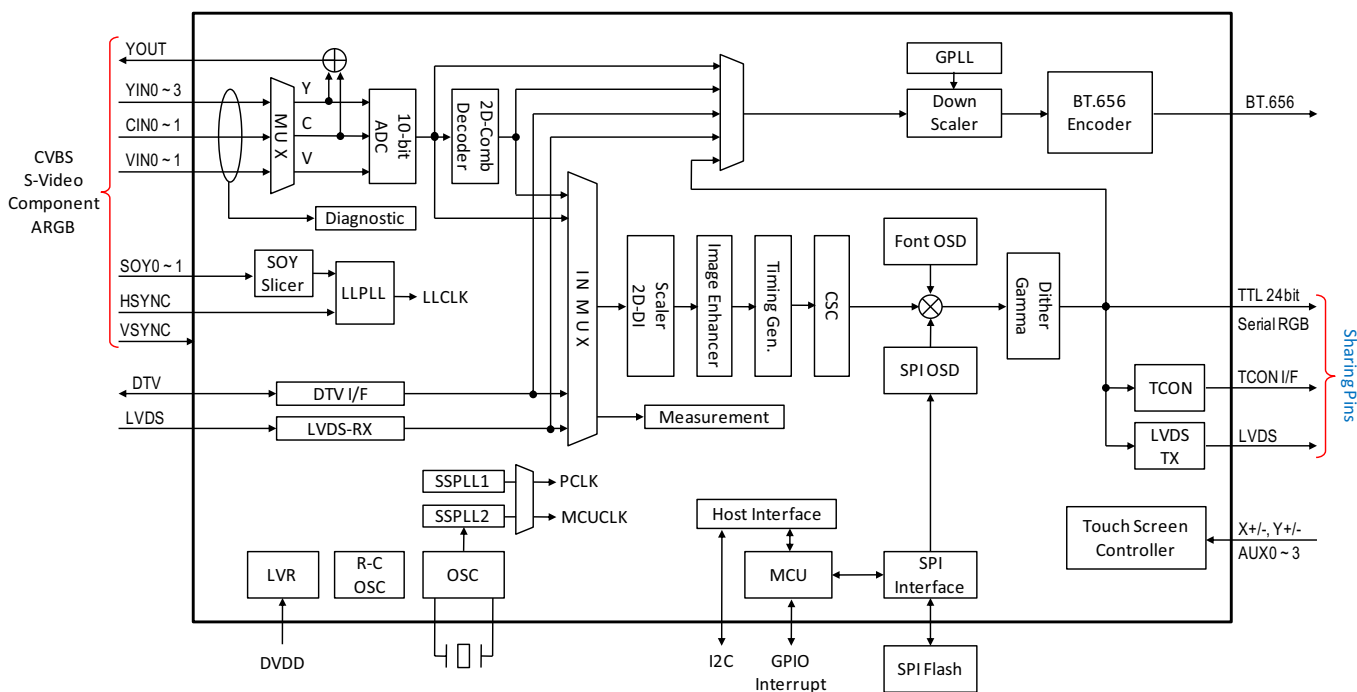 YOUT
YIN0 ~ 3
CIN0 ~ 1
VIN0 ~ 1
CVBS
S-Video
Component
ARGB
SOY0 ~ 1
HSYNC
VSYNC
DTV
LVDS
MUX
Y
C
V
10-bit
ADC
2D-Comb
Decoder
Diagnostic
SOY
Slicer
LLPLL
LLCLK
DTV I/F
LVDS-RX
IN MUX
Scaler
2D-DI
Image Enhancer
Timing Gen.
CSC
Measurement
GPLL
Down
Scaler
BT.656
Encoder
BT.656
Font OSD
SPI OSD
Dither
Gamma
TTL 24bit
Serial RGB
TCON
TCON I/F
LVDS
TX
LVDS
Sharing Pins
SSPLL1
SSPLL2
PCLK
MCUCLK
LVR
R-C
OSC
OSC
DVDD
Host Interface
MCU
SPI
Interface
I2C
GPIO
Interrupt
SPI Flash
Touch Screen
Controller
X+/-, Y+/-
AUX0 ~ 3